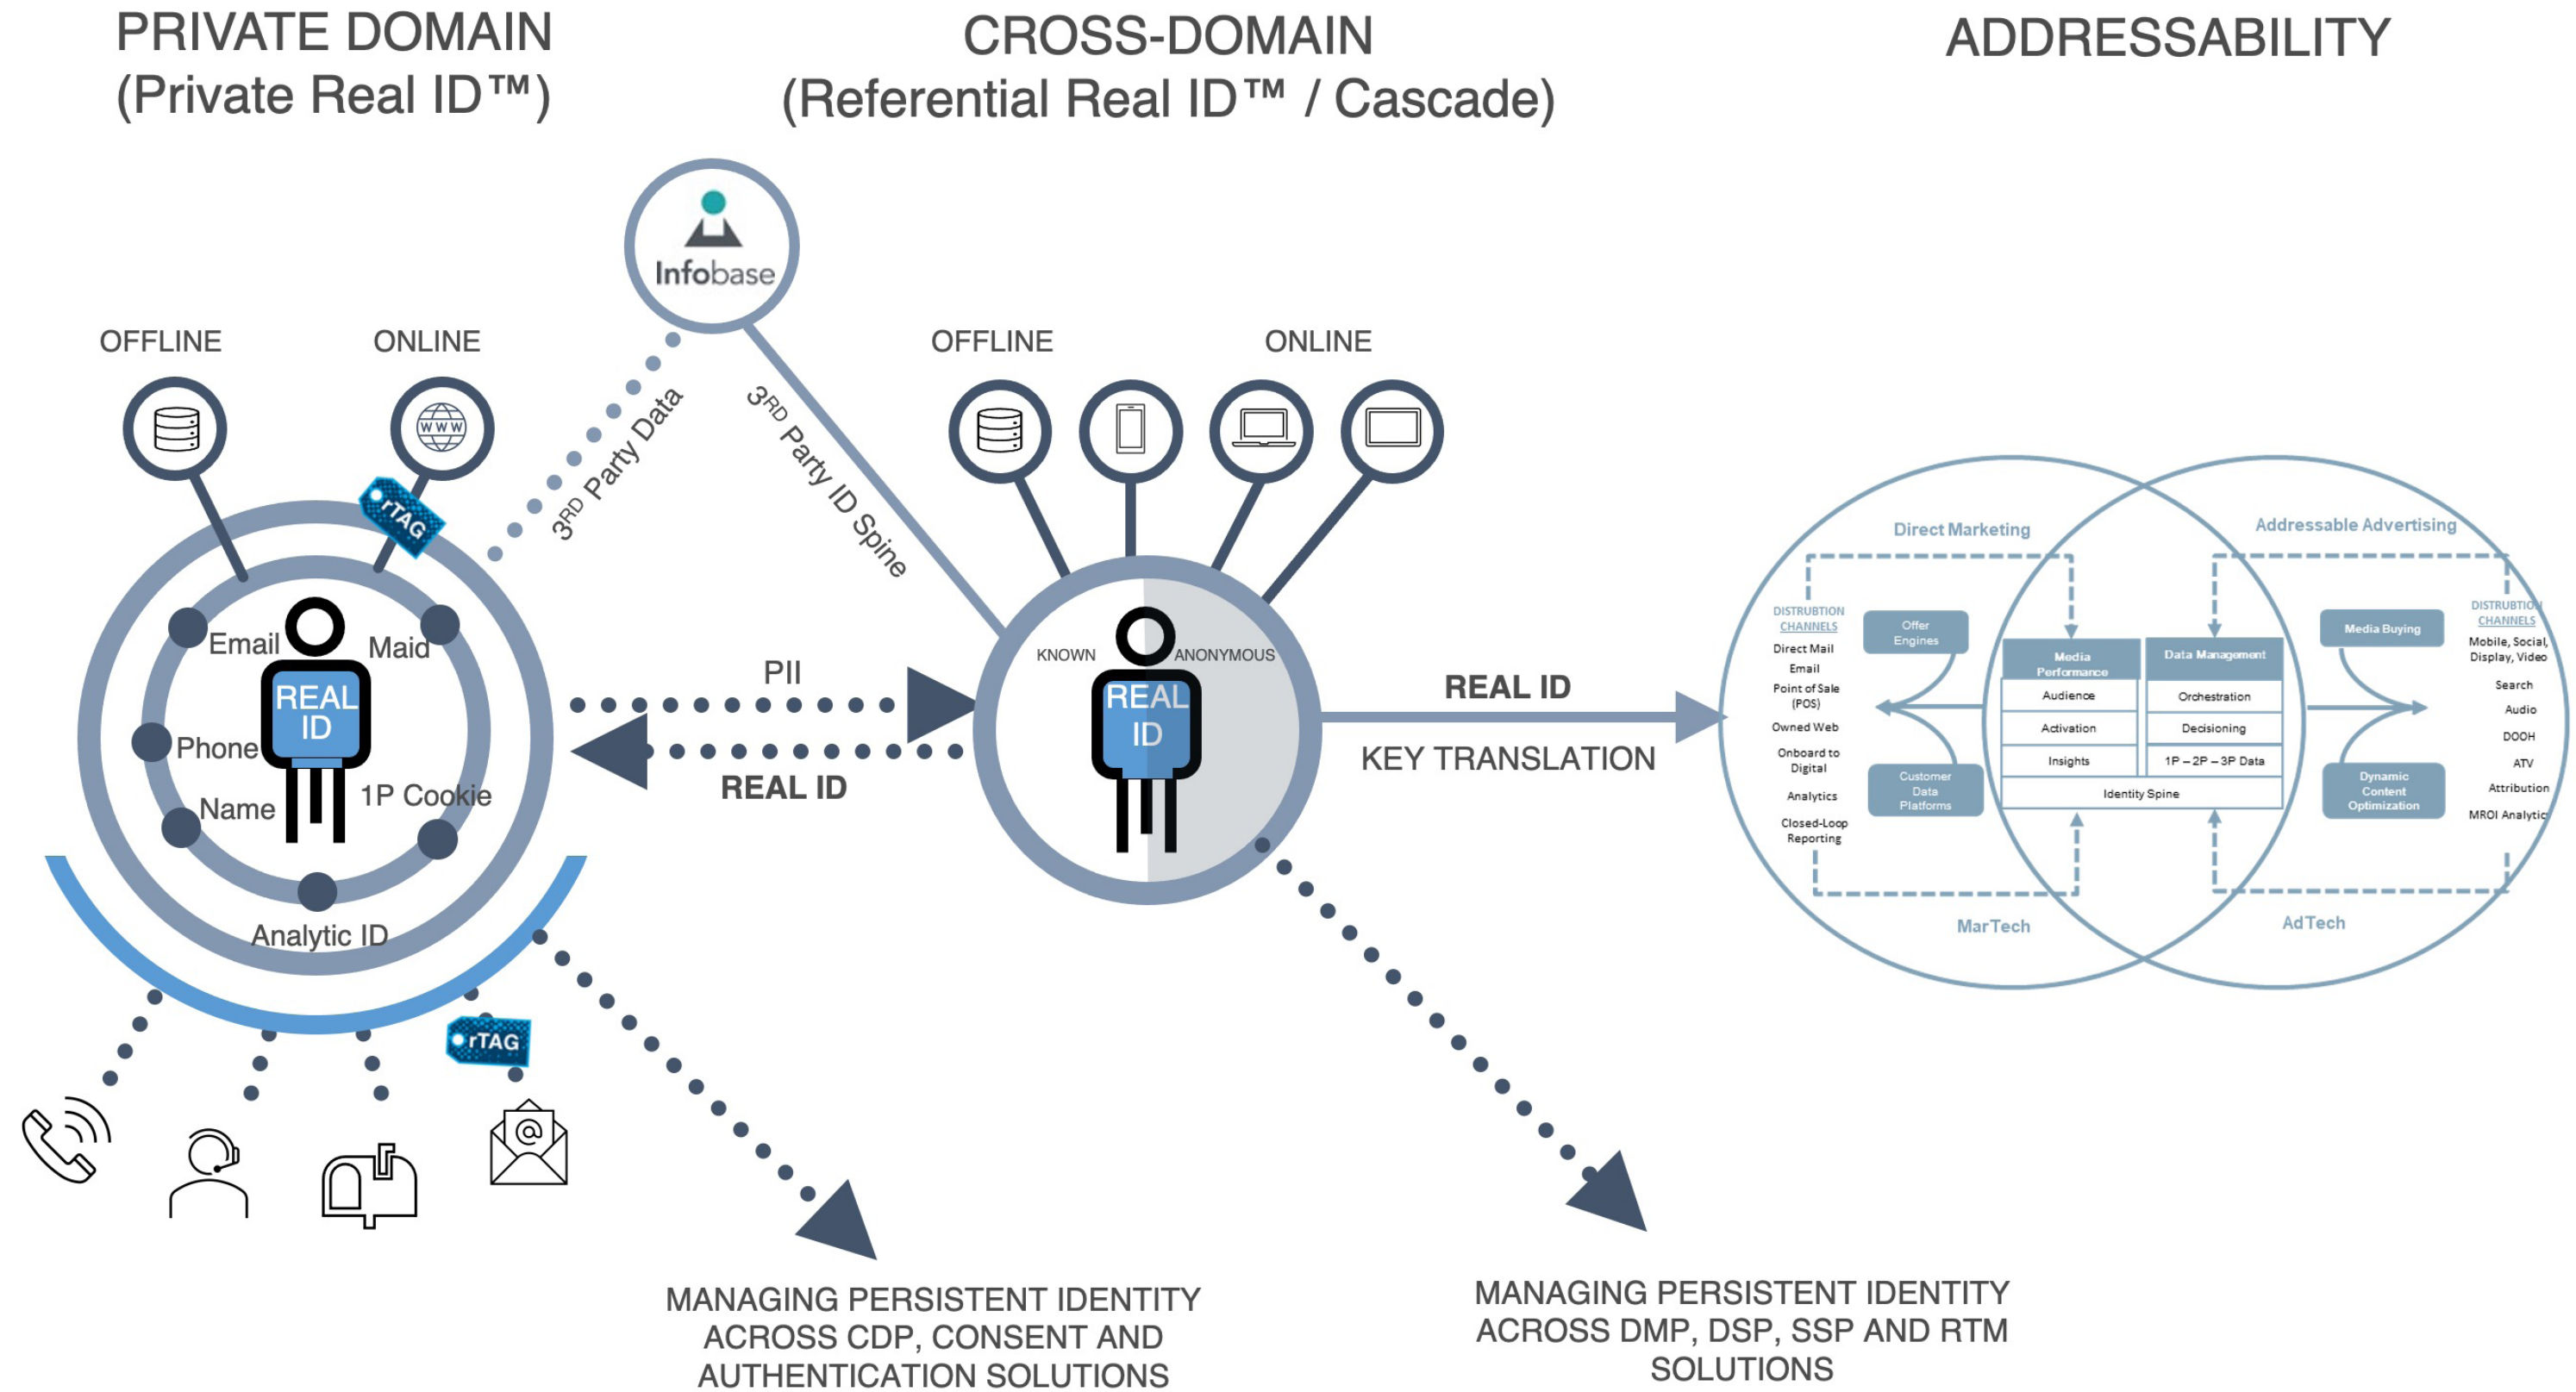 PRIVATE DOMAIN
(Private Real ID™)
CROSS-DOMAIN
(Referential Real ID™ / Cascade)
ADDRESSABILITY
Infobase
OFFLINE
ONLINE
www
rTAG
3RD Party Data
3RD Party ID Spine
OFFLINE
ONLINE
Email
Maid
REAL
ID
Phone
Name
1P Cookie
Analytic ID
rTAG
@
PII
REAL ID
KNOWN
ANONYMOUS
REAL
ID
REAL ID
KEY TRANSLATION
Direct Marketing
Addressable Advertising
DISTRUBTION
CHANNELS
Direct Mail
Email
Point of Sale
(POS)
Owned Web
Onboard to
Digital
Analytics
Closed-Loop
Reporting
Offer
Engines
Customer
Data
Platforms
Media
Performance
Audience
Activation
Insights
Data Management
Orchestration
Decisioning
1P – 2P – 3P Data
Identity Spine
Media Buying
Dynamic
Content
Optimization
DISTRUBTION
CHANNELS
Mobile, Social,
Display, Video
Search
Audio
DOOH
ATV
Attribution
MROI Analytic
MarTech
AdTech
MANAGING PERSISTENT IDENTITY
ACROSS CDP, CONSENT AND
AUTHENTICATION SOLUTIONS
MANAGING PERSISTENT IDENTITY
ACROSS DMP, DSP, SSP AND RTM
SOLUTIONS